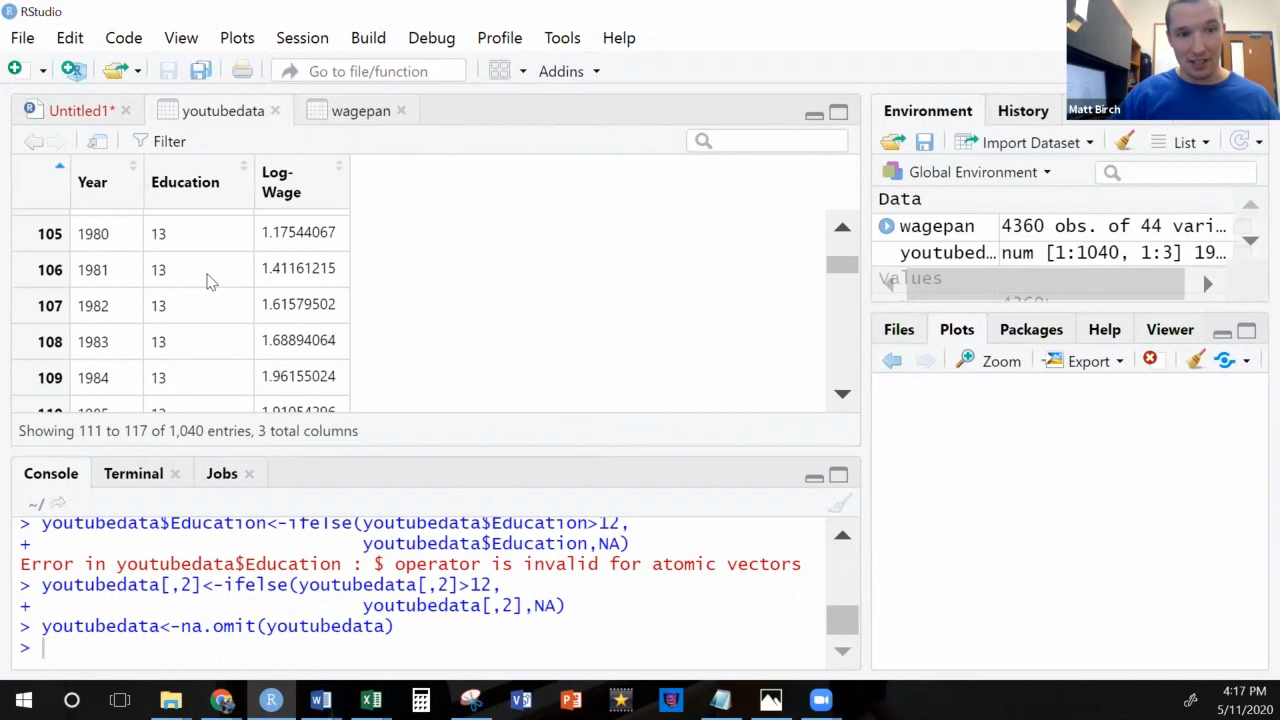 RStudio
File Edit Code View Plots Session Build Debug Profile Tools Help
Go to file/function Addins
Matt Birch
Untitled1* youtubedata wagepan
Filter
Year Education Log-Wage
105 1980 13 1.17544067
106 1981 13 1.41161215
107 1982 13 1.61579502
108 1983 13 1.68894064
109 1984 13 1.96155024
Showing 111 to 117 of 1,040 entries, 3 total columns
Console Terminal Jobs
~/
> youtubedata$Education<-ifelse(youtubedata$Education>12,
+ youtubedata$Education,NA)
Error in youtubedata$Education : $ operator is invalid for atomic vectors
> youtubedata[,2]<-ifelse(youtubedata[,2]>12,
+ youtubedata[,2],NA)
> youtubedata<-na.omit(youtubedata)
>
Environment History
Import Dataset List
Global Environment
Data
wagepan 4360 obs. of 44 vari…
youtubed… num [1:1040, 1:3] 19…
Values
Files Plots Packages Help Viewer
Zoom Export
4:17 PM
5/11/2020